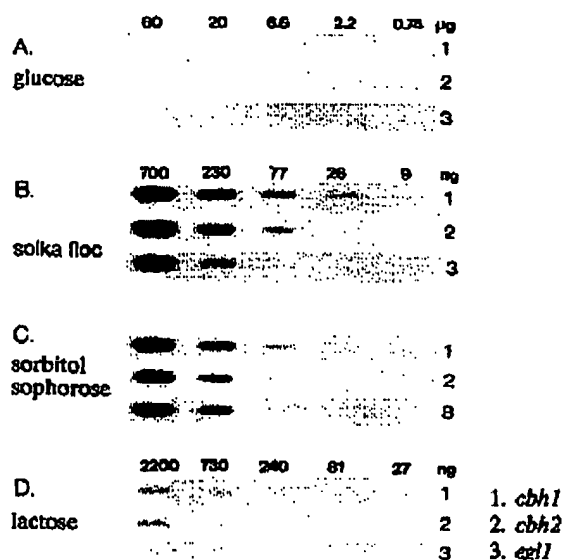 60 20 6.6 2.2 0.74 µg
A.
glucose
1
2
3
700 230 77 26 9 ng
B.
solka floc
1
2
3
C.
sorbitol
sophorose
1
2
3
2200 730 240 81 27 ng
D.
lactose
1
2
3
1. cbh1
2. cbh2
3. egl1